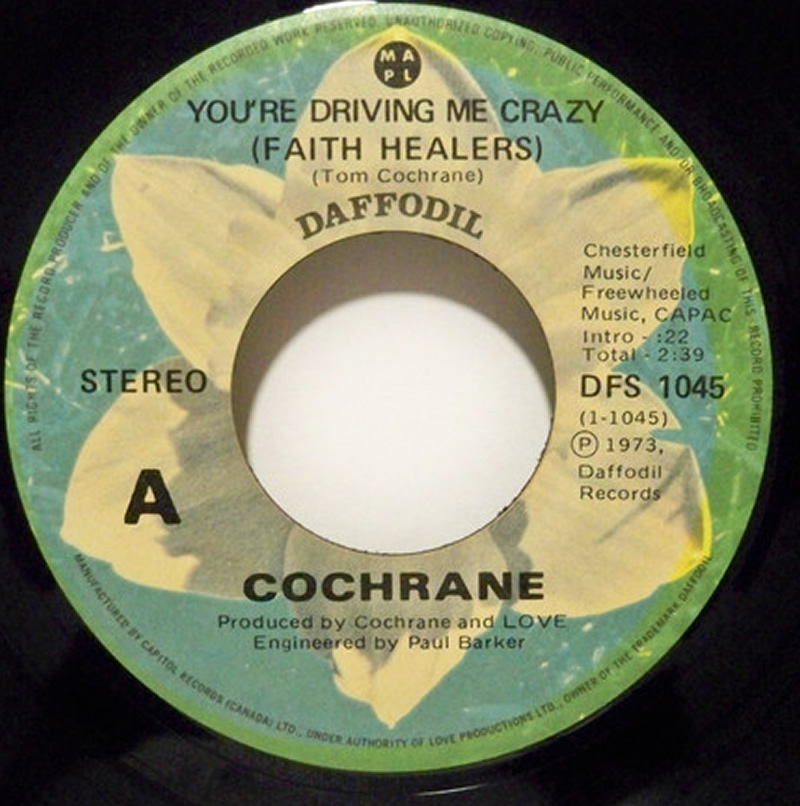 ALL RIGHTS OF THE RECORD PRODUCER AND OF THE OWNER OF THE RECORDED WORK RESERVED. UNAUTHORIZED COPYING, PUBLIC PERFORMANCE AND/OR BROADCASTING OF THIS RECORD PROHIBITED
M A
P L
YOU'RE DRIVING ME CRAZY
(FAITH HEALERS)
(Tom Cochrane)
DAFFODIL
Chesterfield
Music/
Freewheeled
Music, CAPAC
Intro - :22
Total - 2:39
STEREO
DFS 1045
(1-1045)
Ⓟ 1973,
Daffodil
Records
A
COCHRANE
Produced by Cochrane and LOVE
Engineered by Paul Barker
MANUFACTURED BY CAPITOL RECORDS (CANADA) LTD., UNDER AUTHORITY OF LOVE PRODUCTIONS LTD., OWNER OF THE TRADEMARK DAFFODIL